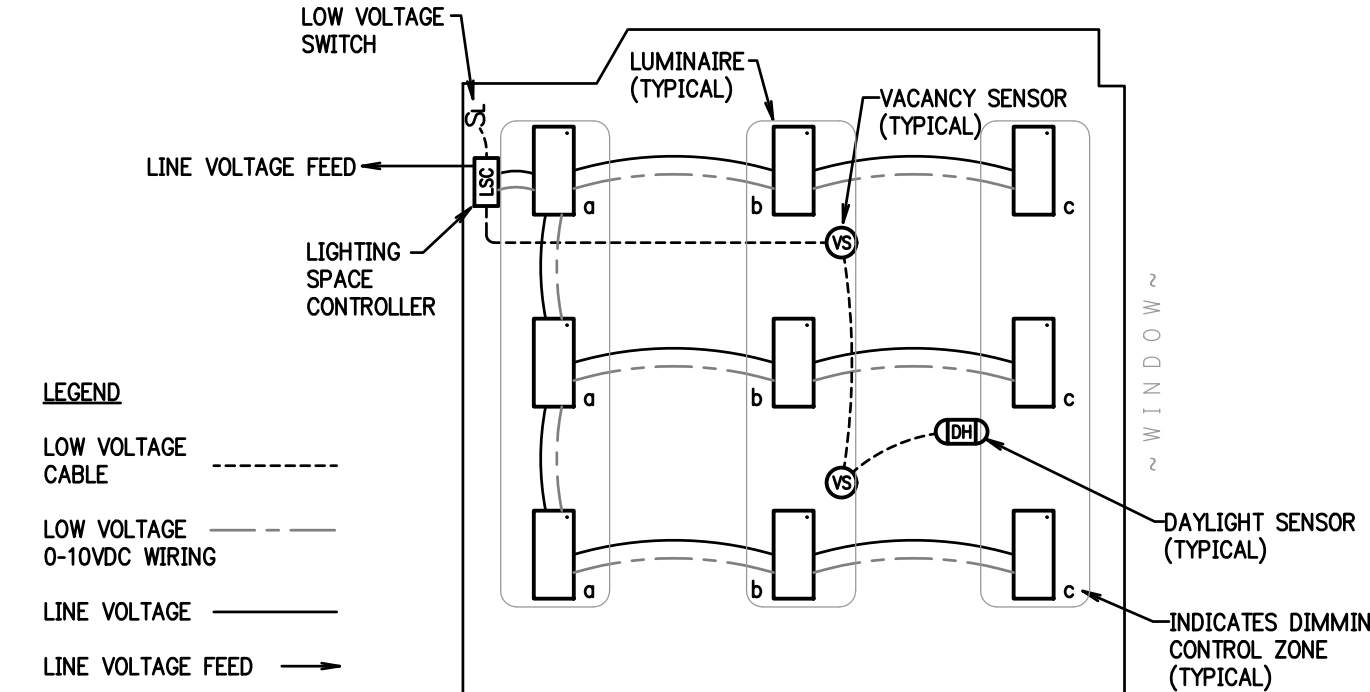 LOW VOLTAGE
SWITCH
LUMINAIRE
(TYPICAL)
VACANCY SENSOR
(TYPICAL)
SL
LINE VOLTAGE FEED
LSC
a
b
c
LIGHTING
SPACE
CONTROLLER
VS
~ WINDOW ~
a
b
c
LEGEND
LOW VOLTAGE
CABLE
LOW VOLTAGE
0-10VDC WIRING
LINE VOLTAGE
LINE VOLTAGE FEED
DH
VS
DAYLIGHT SENSOR
(TYPICAL)
a
b
c
INDICATES DIMMIN
CONTROL ZONE
(TYPICAL)